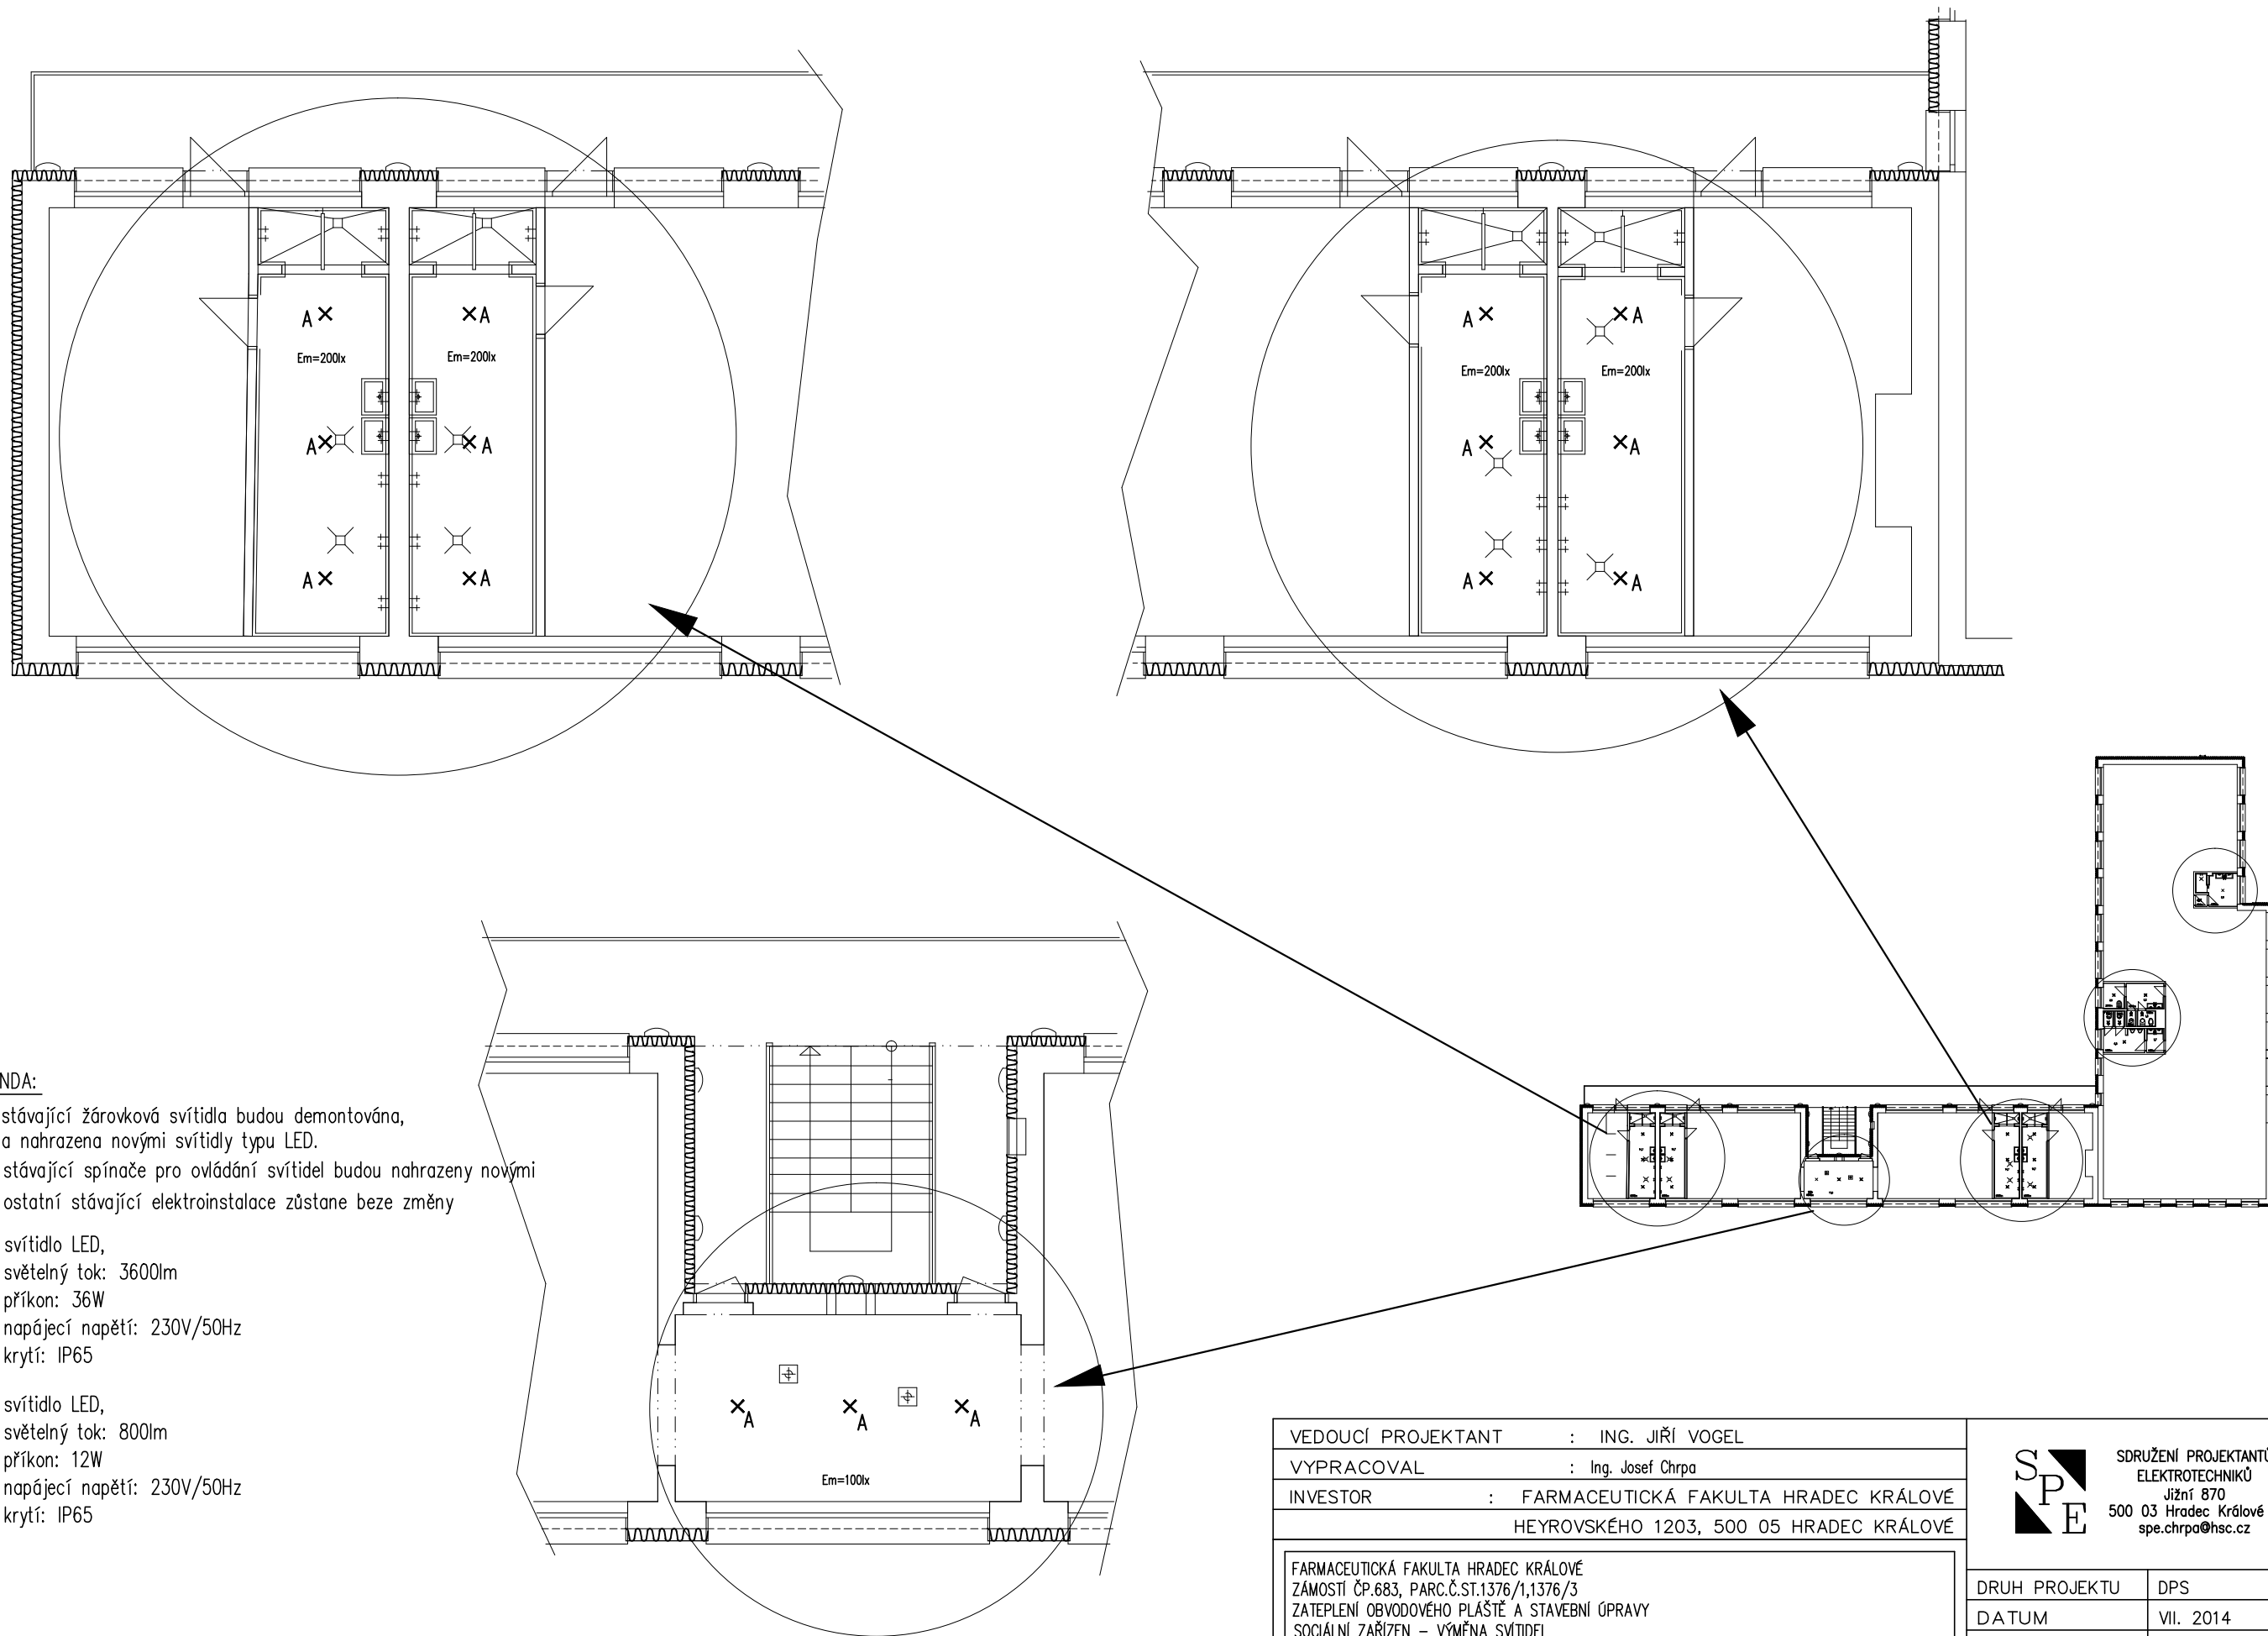 A
A
Em=200lx
Em=200lx
A
A
A
A
A
A
Em=200lx
Em=200lx
A
A
A
A
NDA:
stávající žárovková svítidla budou demontována,
a nahrazena novými svítidly typu LED.
stávající spínače pro ovládání svítidel budou nahrazeny novými
ostatní stávající elektroinstalace zůstane beze změny
svítidlo LED,
světelný tok: 3600lm
příkon: 36W
napájecí napětí: 230V/50Hz
krytí: IP65
svítidlo LED,
světelný tok: 800lm
příkon: 12W
napájecí napětí: 230V/50Hz
krytí: IP65
A
A
A
Em=100lx
VEDOUCÍ PROJEKTANT : ING. JIŘÍ VOGEL
VYPRACOVAL : Ing. Josef Chrpa
INVESTOR : FARMACEUTICKÁ FAKULTA HRADEC KRÁLOVÉ
HEYROVSKÉHO 1203, 500 05 HRADEC KRÁLOVÉ
FARMACEUTICKÁ FAKULTA HRADEC KRÁLOVÉ
ZÁMOSTÍ ČP.683, PARC.Č.ST.1376/1,1376/3
ZATEPLENÍ OBVODOVÉHO PLÁŠTĚ A STAVEBNÍ ÚPRAVY
SOCIÁLNÍ ZAŘÍZEN – VÝMĚNA SVÍTIDEL
S
P
E
SDRUŽENÍ PROJEKTANTŮ
ELEKTROTECHNIKŮ
Jižní 870
500 03 Hradec Králové
spe.chrpa@hsc.cz
DRUH PROJEKTU DPS
DATUM VII. 2014